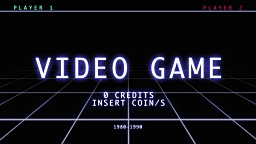 PLAYER 1
PLAYER 2
VIDEO GAME
0 CREDITS
INSERT COIN/S
1980-1990